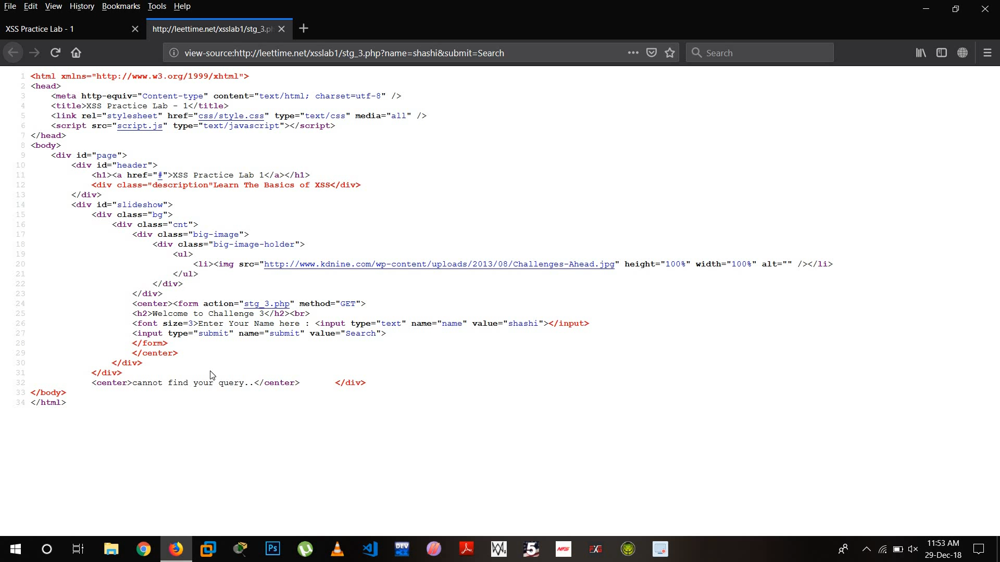 File Edit View History Bookmarks Tools Help
XSS Practice Lab - 1
http://leettime.net/xsslab1/stg_3.ph
view-source:http://leettime.net/xsslab1/stg_3.php?name=shashi&submit=Search
Search
1 <html xmlns="http://www.w3.org/1999/xhtml">
2 <head>
3 <meta http-equiv="Content-type" content="text/html; charset=utf-8" />
4 <title>XSS Practice Lab - 1</title>
5 <link rel="stylesheet" href="css/style.css" type="text/css" media="all" />
6 <script src="script.js" type="text/javascript"></script>
7 </head>
8 <body>
9 <div id="page">
10 <div id="header">
11 <h1><a href="#">XSS Practice Lab 1</a></h1>
12 <div class="description"Learn The Basics of XSS</div>
13 </div>
14 <div id="slideshow">
15 <div class="bg">
16 <div class="cnt">
17 <div class="big-image">
18 <div class="big-image-holder">
19 <ul>
20 <li><img src="http://www.kdnine.com/wp-content/uploads/2013/08/Challenges-Ahead.jpg" height="100%" width="100%" alt="" /></li>
21 </ul>
22 </div>
23 </div>
24 <center><form action="stg_3.php" method="GET">
25 <h2>Welcome to Challenge 3</h2><br>
26 <font size=3>Enter Your Name here : <input type="text" name="name" value="shashi"></input>
27 <input type="submit" name="submit" value="Search">
28 </form>
29 </center>
30 </div>
31 </div>
32 <center>cannot find your query..</center> </div>
33 </body>
34 </html>
Ps
DEV
5
NFS
11:53 AM
29-Dec-18